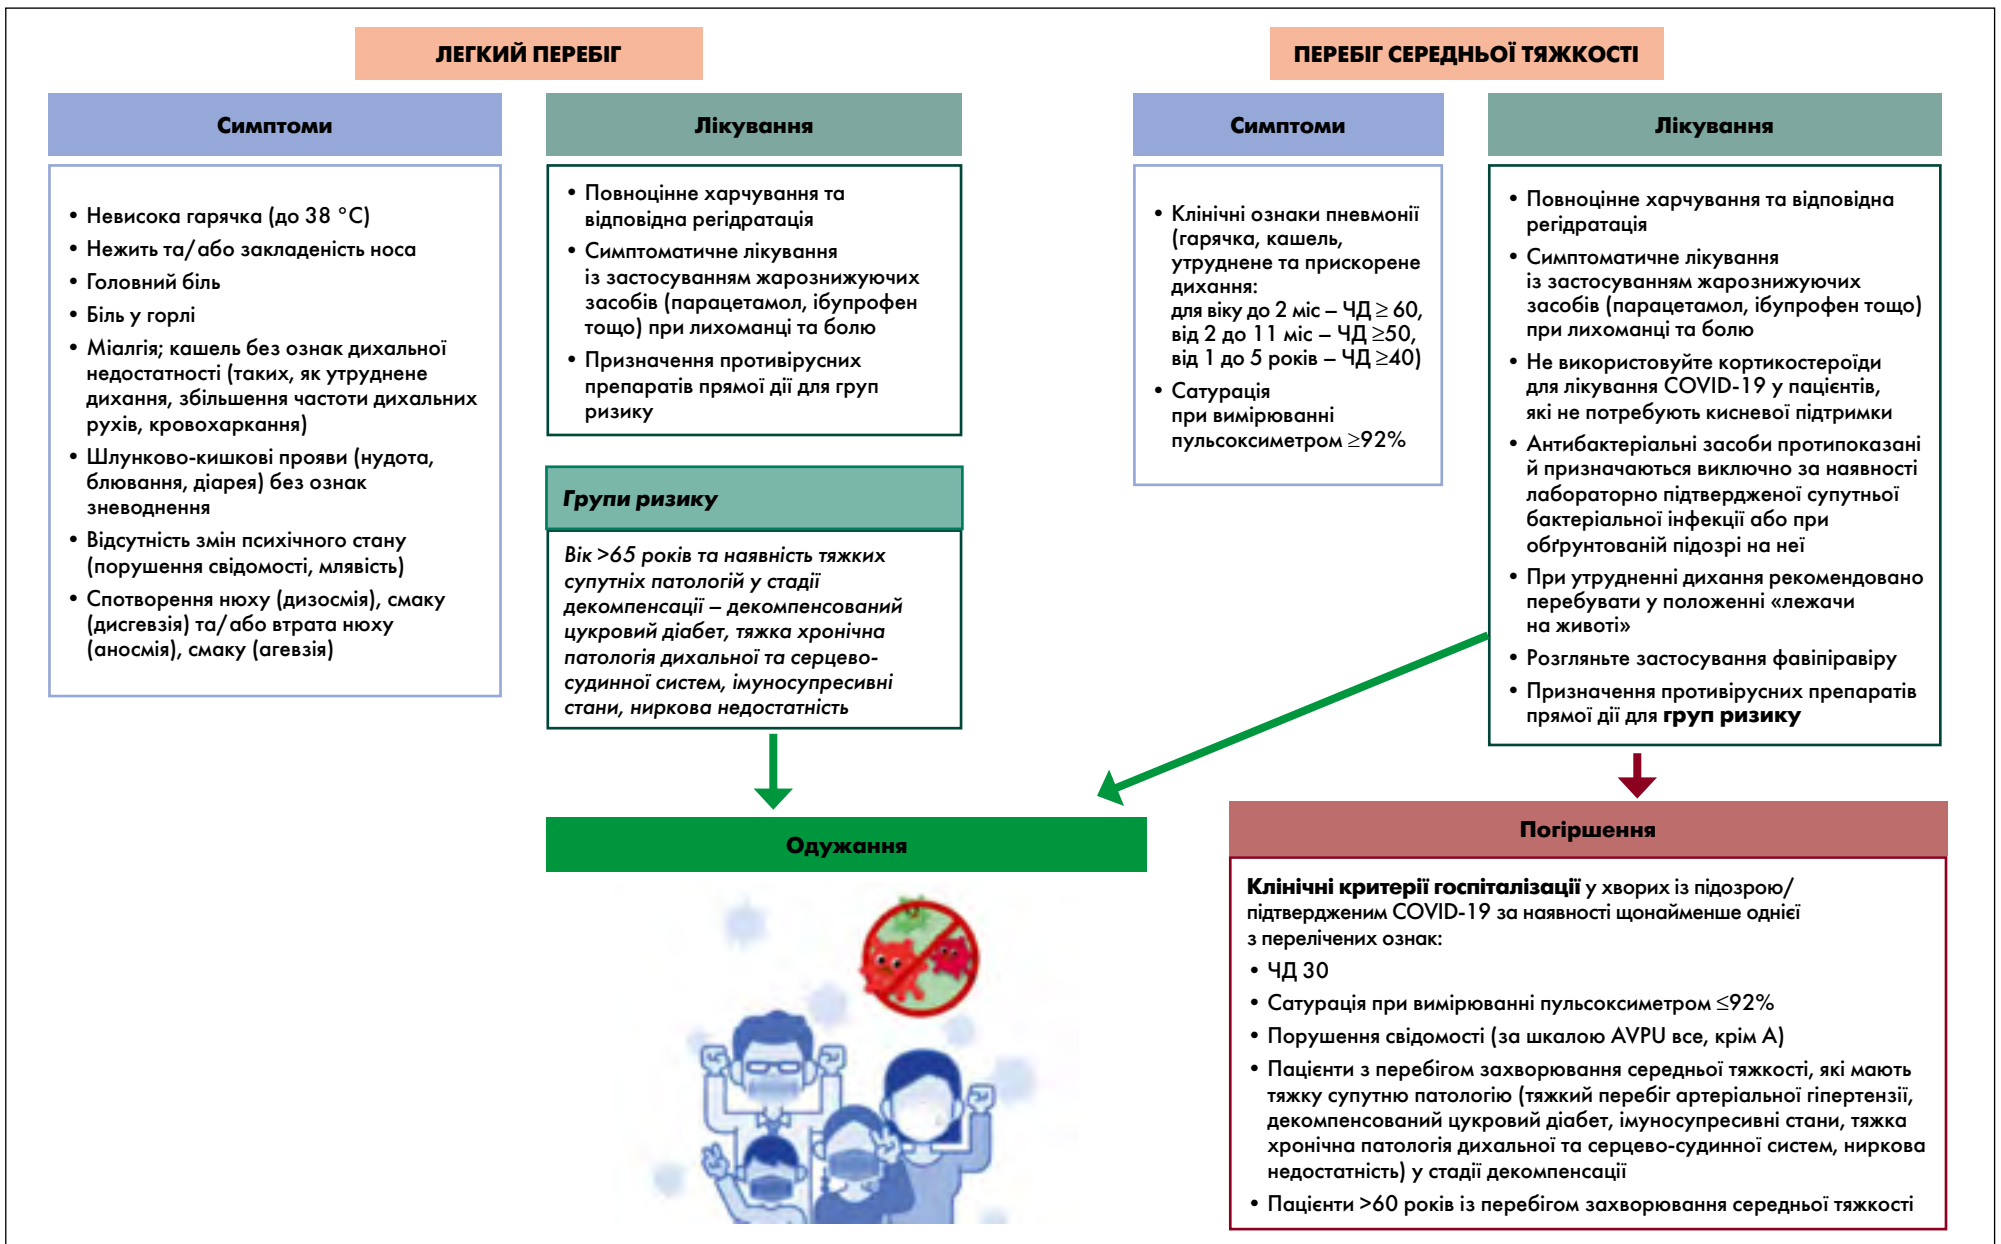 ЛЕГКИЙ ПЕРЕБІГ
Симптоми
• Невисока гарячка (до 38 °C)
• Нежить та/або закладеність носа
• Головний біль
• Біль у горлі
• Міалгія; кашель без ознак дихальної
недостатності (таких, як утруднене
дихання, збільшення частоти дихальних
рухів, кровохаркання)
• Шлунково-кишкові прояви (нудота,
блювання, діарея) без ознак
зневоднення
• Відсутність змін психічного стану
(порушення свідомості, млявість)
• Спотворення нюху (дизосмія), смаку
(дисгевзія) та/або втрата нюху
(аносмія), смаку (агевзія)
Лікування
• Повноцінне харчування та
відповідна регідратація
• Симптоматичне лікування
із застосуванням жарознижуючих
засобів (парацетамол, ібупрофен
тощо) при лихоманці та болю
• Призначення противірусних
препаратів прямої дії для груп
ризику
Групи ризику
Вік >65 років та наявність тяжких
супутніх патологій у стадії
декомпенсації – декомпенсований
цукровий діабет, тяжка хронічна
патологія дихальної та серцево-
судинної систем, імуносупресивні
стани, ниркова недостатність
Одужання
ПЕРЕБІГ СЕРЕДНЬОЇ ТЯЖКОСТІ
Симптоми
• Клінічні ознаки пневмонії
(гарячка, кашель,
утруднене та прискорене
дихання:
для віку до 2 міс – ЧД ≥ 60,
від 2 до 11 міс – ЧД ≥50,
від 1 до 5 років – ЧД ≥40)
• Сатурація
при вимірюванні
пульсоксиметром ≥92%
Лікування
• Повноцінне харчування та відповідна
регідратація
• Симптоматичне лікування
із застосуванням жарознижуючих
засобів (парацетамол, ібупрофен тощо)
при лихоманці та болю
• Не використовуйте кортикостероїди
для лікування COVID-19 у пацієнтів,
які не потребують кисневої підтримки
• Антибактеріальні засоби протипоказані
й призначаються виключно за наявності
лабораторно підтвердженої супутньої
бактеріальної інфекції або при
обґрунтованій підозрі на неї
• При утрудненні дихання рекомендовано
перебувати у положенні «лежачи
на животі»
• Розгляньте застосування фавіпіравіру
• Призначення противірусних препаратів
прямої дії для груп ризику
Погіршення
Клінічні критерії госпіталізації у хворих із підозрою/
підтвердженим COVID-19 за наявності щонайменше однієї
з перелічених ознак:
• ЧД 30
• Сатурація при вимірюванні пульсоксиметром ≤92%
• Порушення свідомості (за шкалою AVPU все, крім А)
• Пацієнти з перебігом захворювання середньої тяжкості, які мають
тяжку супутню патологію (тяжкий перебіг артеріальної гіпертензії,
декомпенсований цукровий діабет, імуносупресивні стани, тяжка
хронічна патологія дихальної та серцево-судинної систем, ниркова
недостатність) у стадії декомпенсації
• Пацієнти >60 років із перебігом захворювання середньої тяжкості